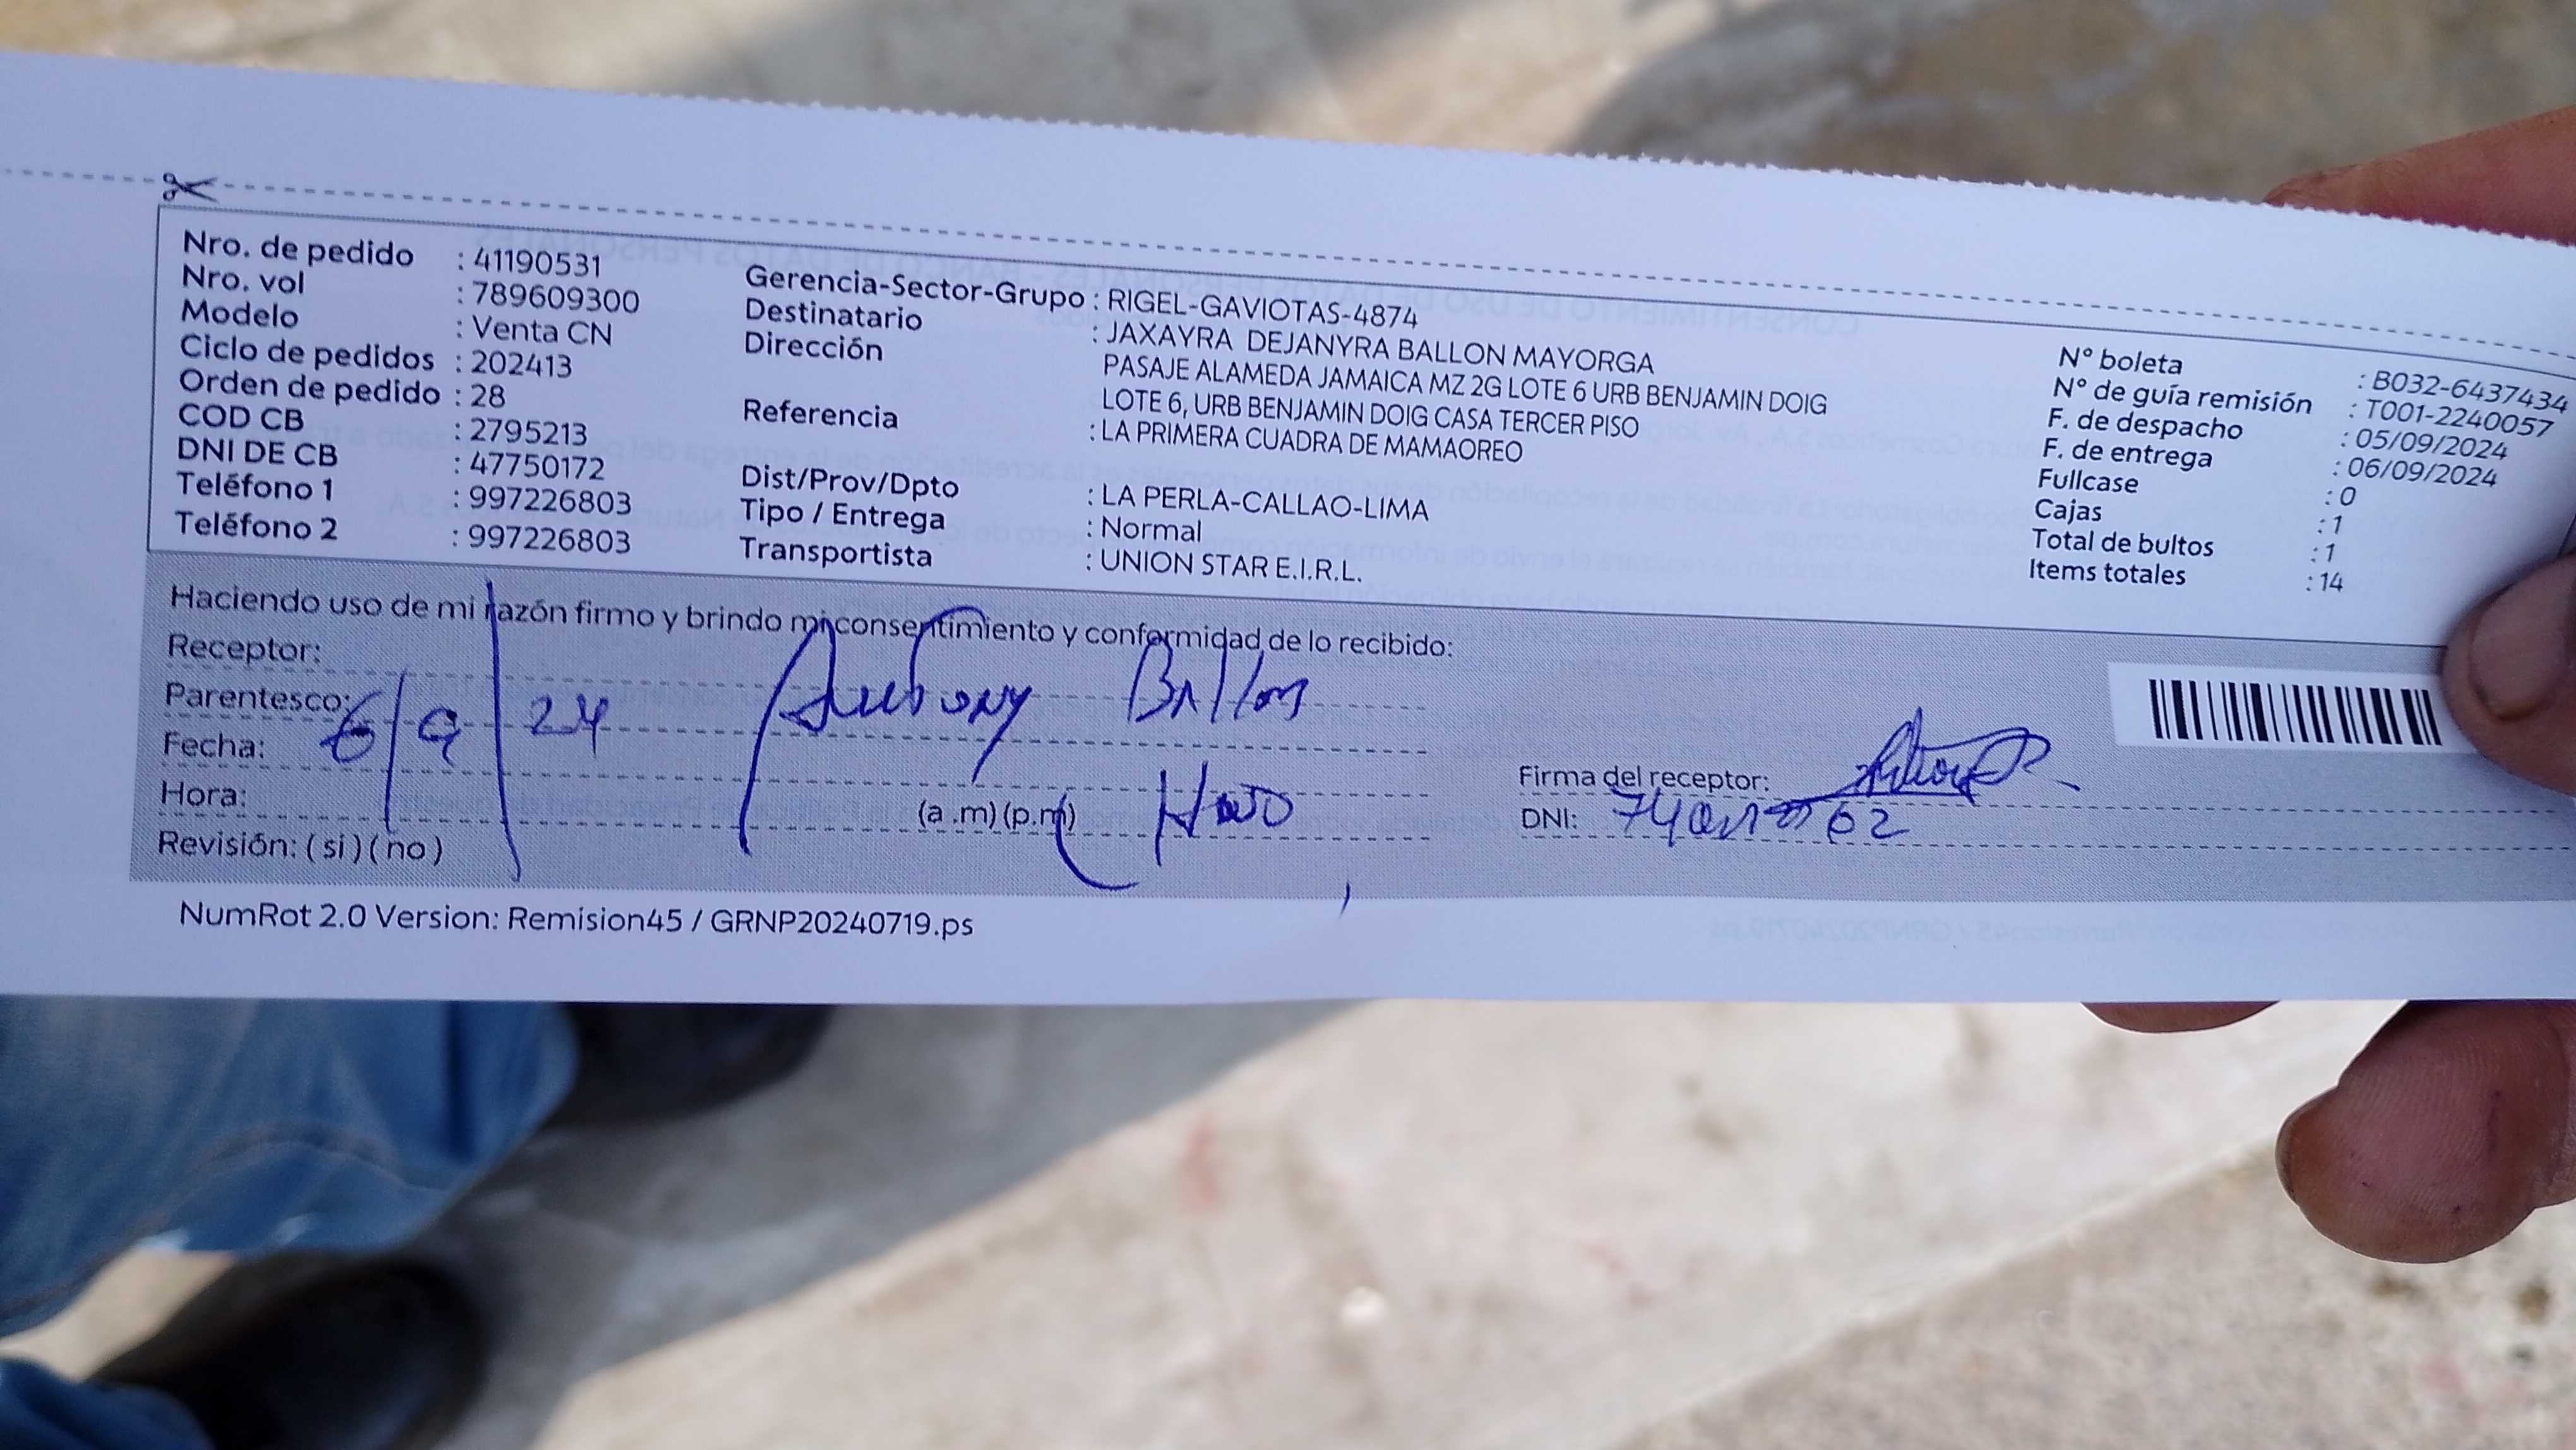 Nro. de pedido : 41190531
Nro. vol : 789609300
Modelo : Venta CN
Ciclo de pedidos : 202413
Orden de pedido : 28
COD CB : 2795213
DNI DE CB : 47750172
Teléfono 1 : 997226803
Teléfono 2 : 997226803
Gerencia-Sector-Grupo : RIGEL-GAVIOTAS-4874
Destinatario : JAXAYRA DEJANYRA BALLON MAYORGA
Dirección PASAJE ALAMEDA JAMAICA MZ 2G LOTE 6 URB BENJAMIN DOIG
LOTE 6, URB BENJAMIN DOIG CASA TERCER PISO
Referencia : LA PRIMERA CUADRA DE MAMAOREO
Dist/Prov/Dpto : LA PERLA-CALLAO-LIMA
Tipo / Entrega : Normal
Transportista : UNION STAR E.I.R.L.
N° boleta : B032-6437434
N° de guía remisión : T001-2240057
F. de despacho : 05/09/2024
F. de entrega : 06/09/2024
Fullcase : 0
Cajas : 1
Total de bultos : 1
Items totales : 14
Haciendo uso de mi razón firmo y brindo mi consentimiento y conformidad de lo recibido:
Receptor:
Parentesco:
Fecha: 6/9/24
Anthony Ballon
Hora: (a .m) (p.m)
Revisión: ( si ) ( no )
Firma del receptor:
DNI:
NumRot 2.0 Version: Remision45 / GRNP20240719.ps